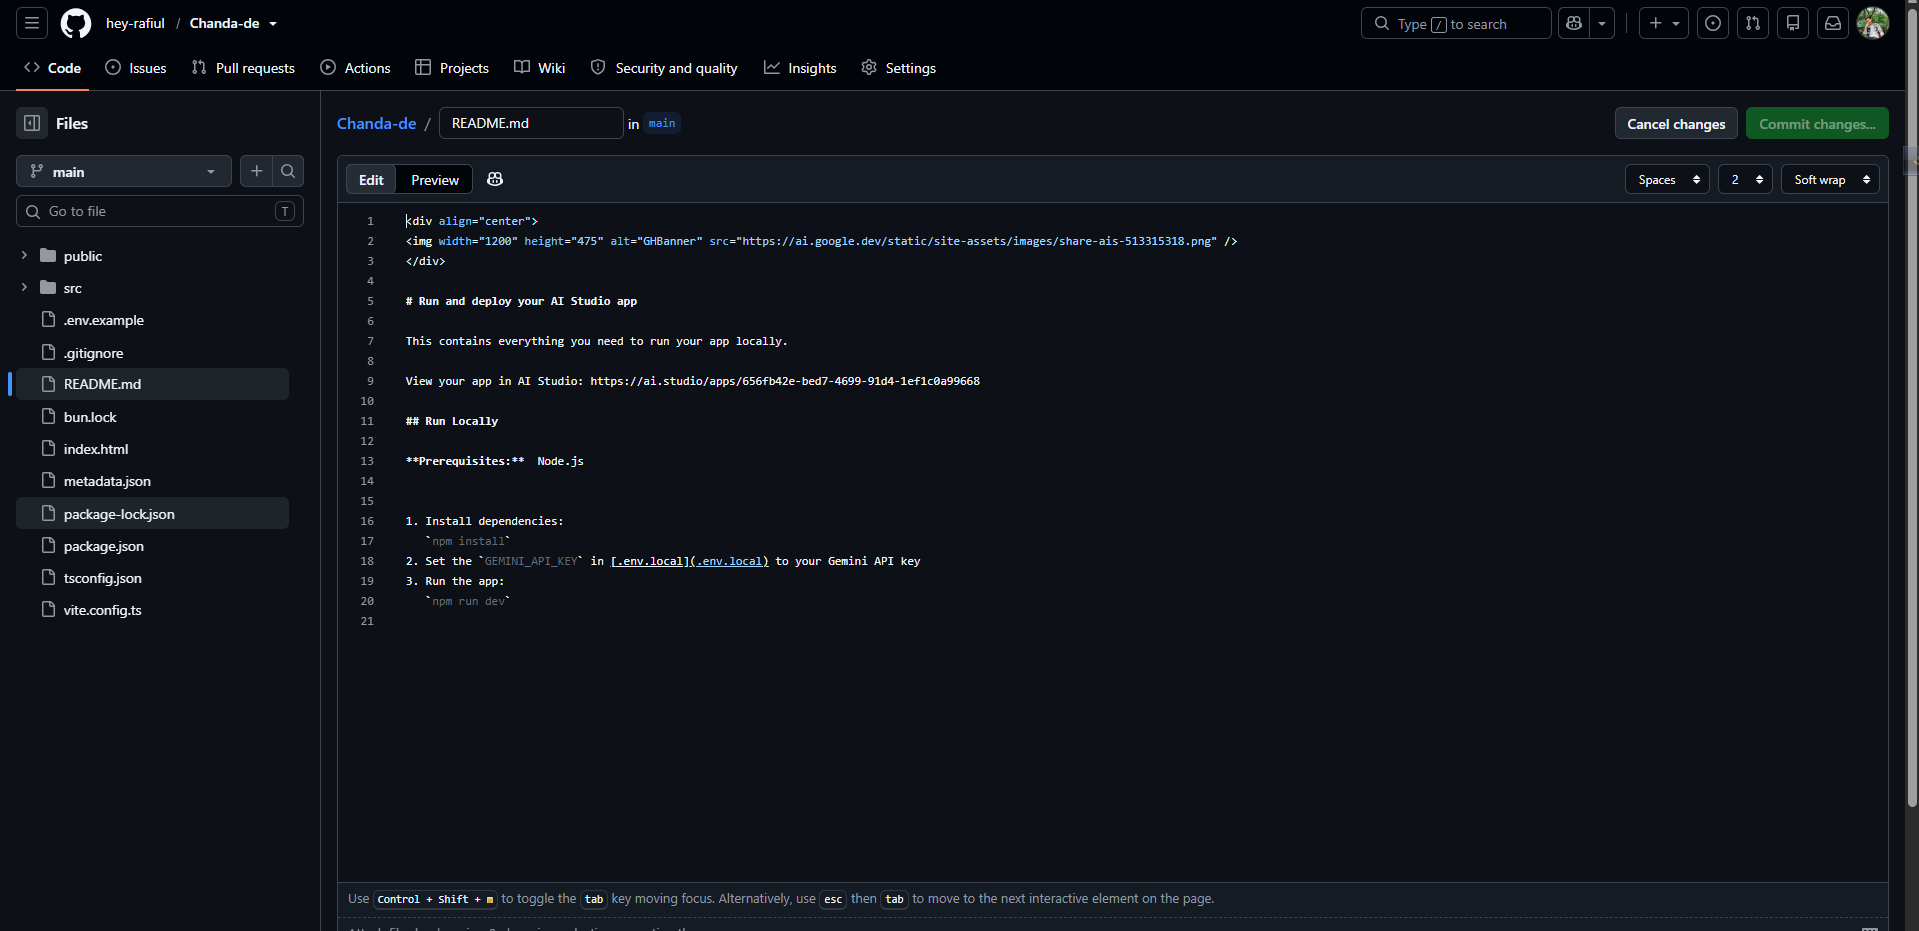 hey-rafiul / Chanda-de
Type / to search
Code Issues Pull requests Actions Projects Wiki Security and quality Insights Settings
Files
main
Go to file T
public
src
.env.example
.gitignore
README.md
bun.lock
index.html
metadata.json
package-lock.json
package.json
tsconfig.json
vite.config.ts
Chanda-de / README.md in main
Cancel changes Commit changes...
Edit Preview
Spaces 2 Soft wrap
1 <div align="center">
2 <img width="1200" height="475" alt="GHBanner" src="https://ai.google.dev/static/site-assets/images/share-ais-513315318.png" />
3 </div>
4
5 # Run and deploy your AI Studio app
6
7 This contains everything you need to run your app locally.
8
9 View your app in AI Studio: https://ai.studio/apps/656fb42e-bed7-4699-91d4-1ef1c0a99668
10
11 ## Run Locally
12
13 **Prerequisites:**  Node.js
14
15
16 1. Install dependencies:
17 `npm install`
18 2. Set the `GEMINI_API_KEY` in [.env.local](.env.local) to your Gemini API key
19 3. Run the app:
20 `npm run dev`
21
Use Control + Shift + m to toggle the tab key moving focus. Alternatively, use esc then tab to move to the next interactive element on the page.